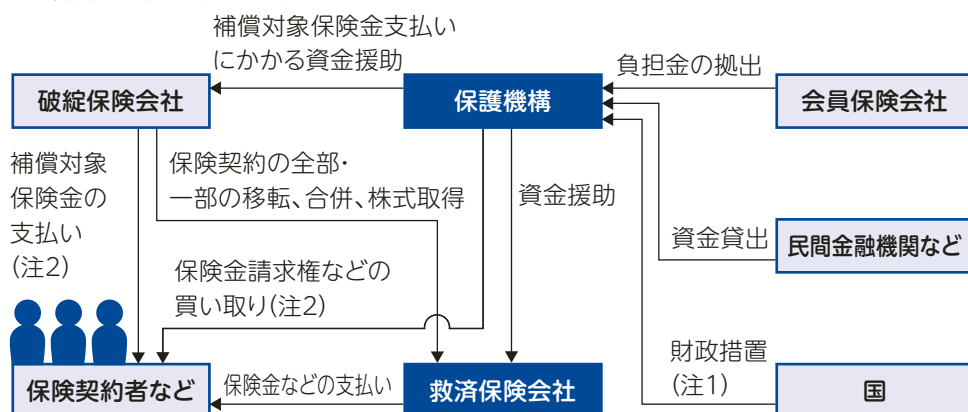 補償対象保険金支払い
にかかる資金援助
負担金の拠出
破綻保険会社
保護機構
会員保険会社
補償対象
保険金の
支払い
(注2)
保険契約の全部・
一部の移転、合併、株式取得
資金援助
資金貸出
民間金融機関など
保険金請求権などの
買い取り(注2)
財政措置
(注1)
保険契約者など
保険金などの支払い
救済保険会社
国